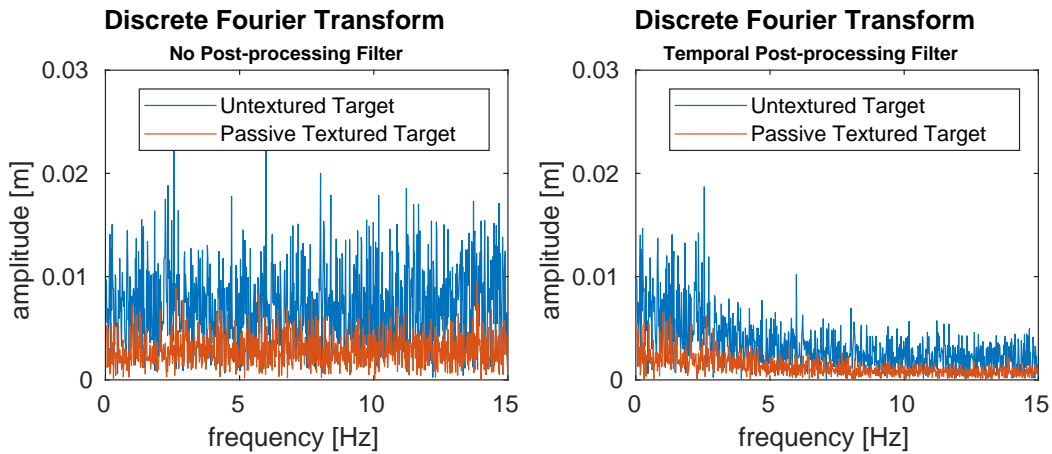 Discrete Fourier Transform
No Post-processing Filter
0.03
0.02
0.01
0
amplitude [m]
Untextured Target
Passive Textured Target
0
5
10
15
frequency [Hz]
Discrete Fourier Transform
Temporal Post-processing Filter
0.03
0.02
0.01
0
amplitude [m]
Untextured Target
Passive Textured Target
0
5
10
15
frequency [Hz]